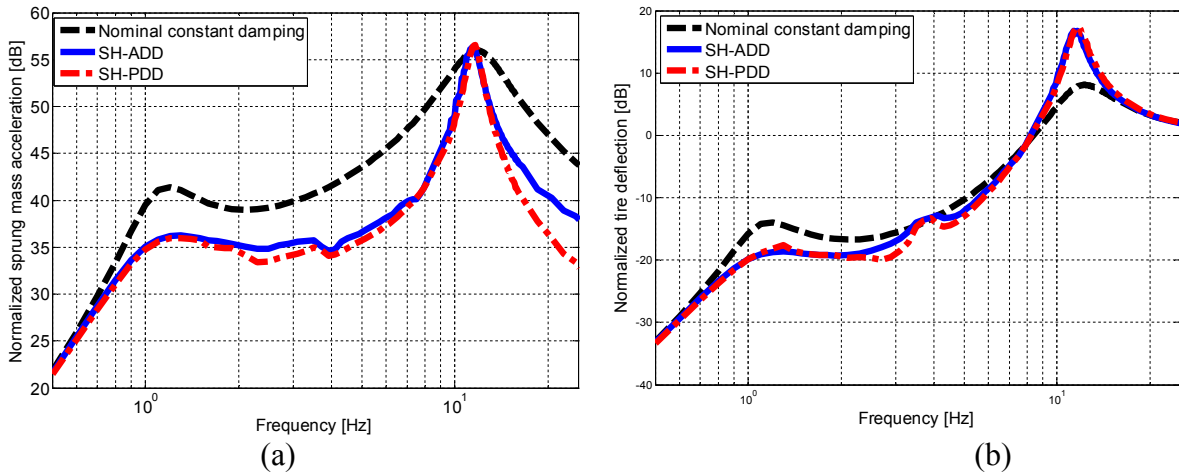 Normalized sprung mass acceleration [dB]
60
55
50
45
40
35
30
25
20
Nominal constant damping
SH-ADD
SH-PDD
10^0
10^1
Frequency [Hz]
(a)
Normalized tire deflection [dB]
20
10
0
-10
-20
-30
-40
Nominal constant damping
SH-ADD
SH-PDD
10^0
10^1
Frequency [Hz]
(b)